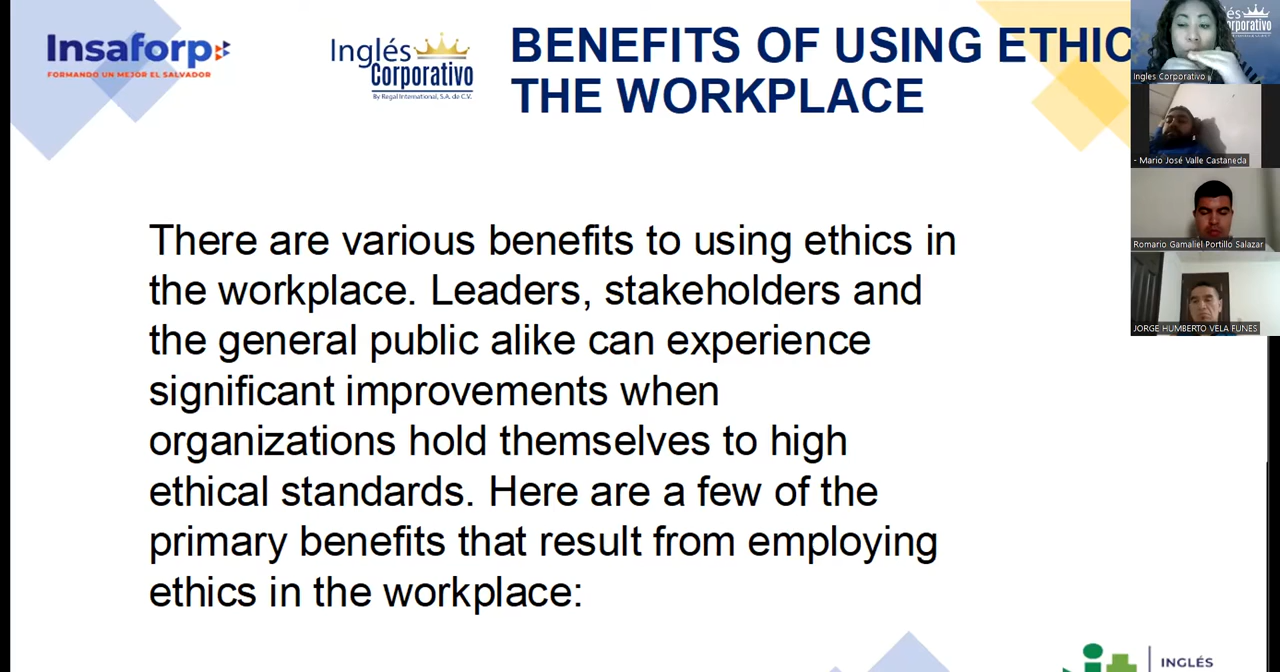 Insaforp
FORMANDO UN MEJOR EL SALVADOR
Inglés
Corporativo
By Regal International, S.A. de C.V.
BENEFITS OF USING ETHIC
THE WORKPLACE
There are various benefits to using ethics in
the workplace. Leaders, stakeholders and
the general public alike can experience
significant improvements when
organizations hold themselves to high
ethical standards. Here are a few of the
primary benefits that result from employing
ethics in the workplace:
Ingles Corporativo
- Mario José Valle Castaneda
Romario Gamaliel Portillo Salazar
JORGE HUMBERTO VELA FUNES
INGLÉS